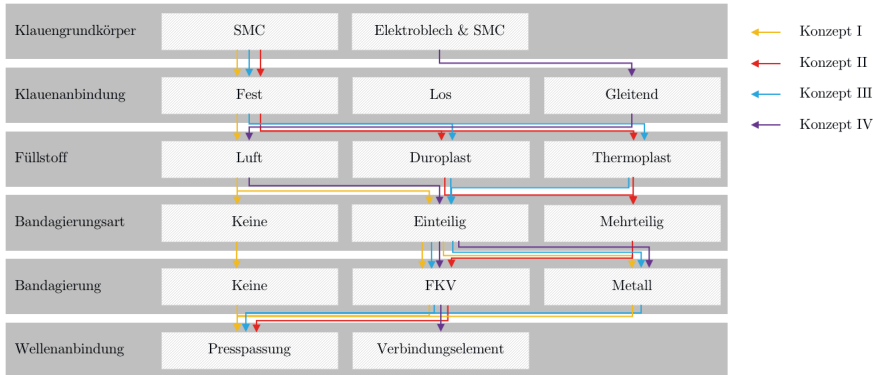 Klauengrundkörper SMC Elektroblech & SMC
Klauenanbindung Fest Los Gleitend
Füllstoff Luft Duroplast Thermoplast
Bandagierungsart Keine Einteilig Mehrteilig
Bandagierung Keine FKV Metall
Wellenanbindung Presspassung Verbindungselement
Konzept I
Konzept II
Konzept III
Konzept IV